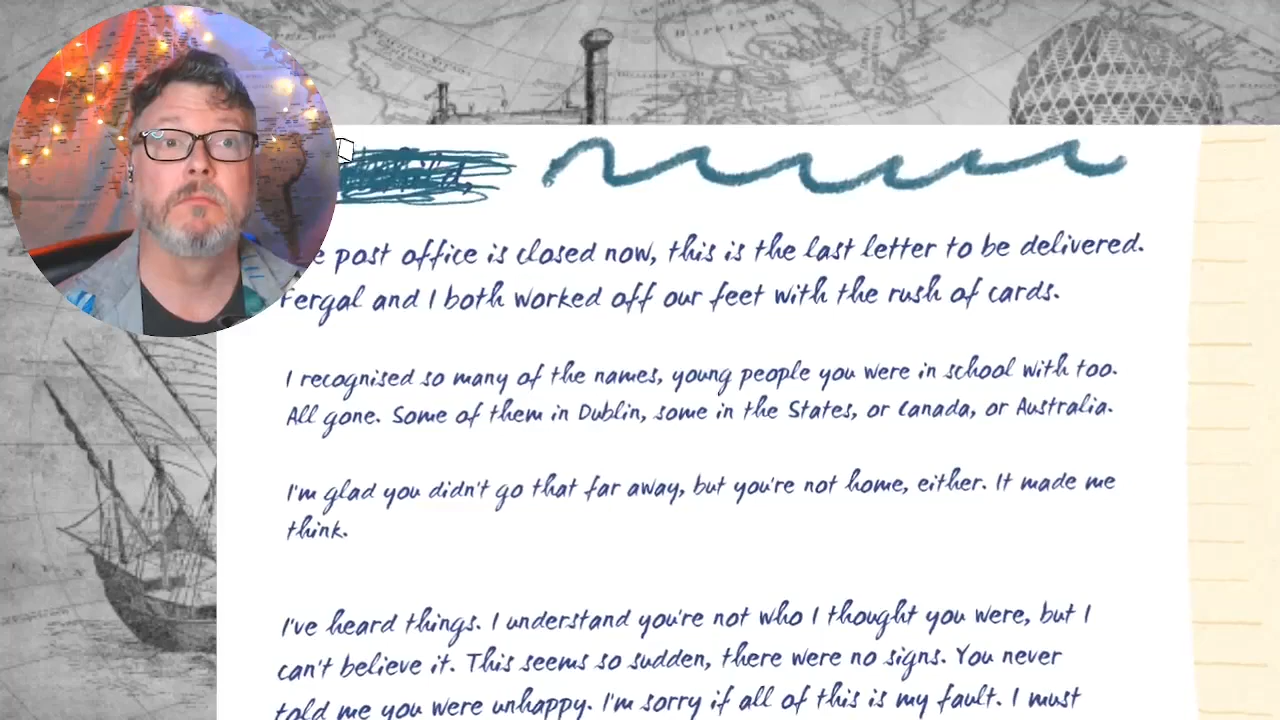 BAFFIN'S BAY
post office is closed now, this is the last letter to be delivered.
Fergal and I both worked off our feet with the rush of cards.
I recognised so many of the names, young people you were in school with too.
All gone. Some of them in Dublin, some in the States, or Canada, or Australia.
I'm glad you didn't go that far away, but you're not home, either. It made me
think.
I've heard things. I understand you're not who I thought you were, but I
can't believe it. This seems so sudden, there were no signs. You never
told me you were unhappy. I'm sorry if all of this is my fault. I must